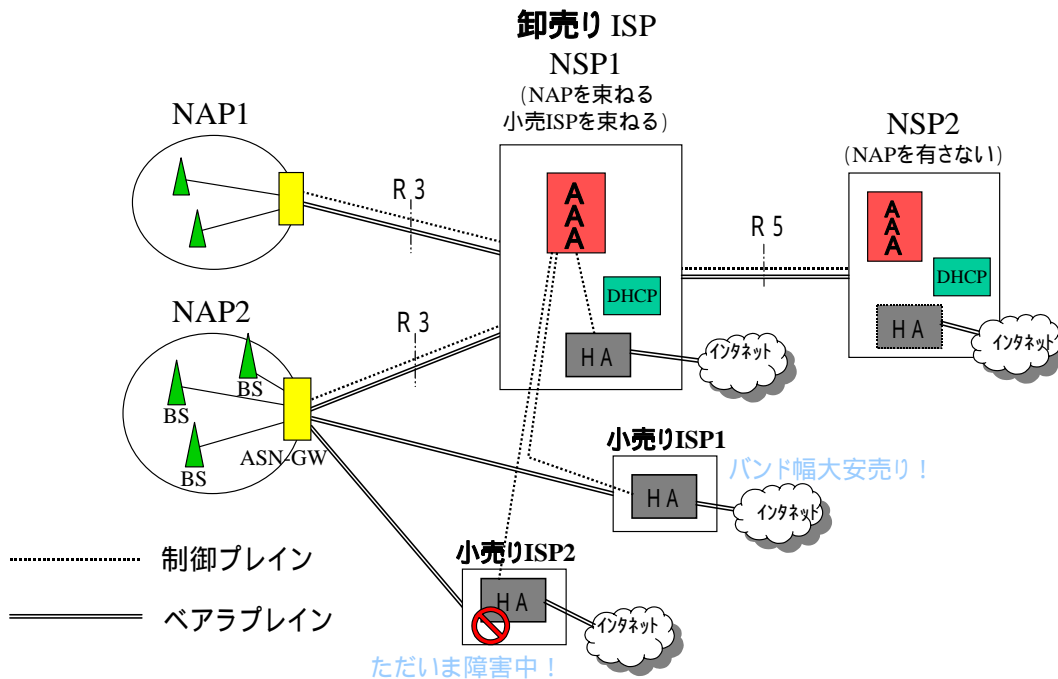 卸売り ISP
NSP1
(NAPを束ねる
小売ISPを束ねる)
NAP1
NSP2
(NAPを有さない)
R3
AAA
DHCP
HA
インタネット
R5
AAA
DHCP
HA
インタネット
NAP2
R3
BS
BS
BS
ASN-GW
小売りISP1
バンド幅大安売り！
HA
インタネット
小売りISP2
HA
インタネット
ただいま障害中！
制御プレイン
ベアラプレイン